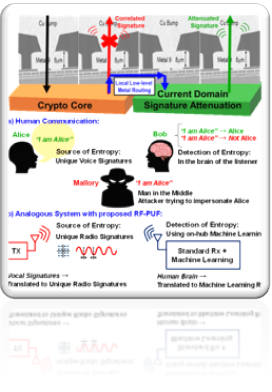 Cu Bump
Correlated
Signature
Cu Bump
Attenuated
Signature
Metal 8um
Metal 8um
Local Low-level
Metal Routing
Crypto Core
Current Domain
Signature Attenuation
a) Human Communication:
Alice
"I am Alice"
Source of Entropy:
Unique Voice Signatures
Bob
"I am Alice" → Alice
"I am Alice" → Not Alice
Detection of Entropy:
In the brain of the listener
Mallory
"I am Alice"
Man in the Middle
Attacker trying to impersonate Alice
b) Analogous System with proposed RF-PUF:
Source of Entropy:
Unique Radio Signatures
Detection of Entropy:
Using on-hub Machine Learnin
TX
Standard Rx +
Machine Learning
Vocal Signatures →
Translated to Unique Radio Signatures
Human Brain →
Translated to Machine Learning R